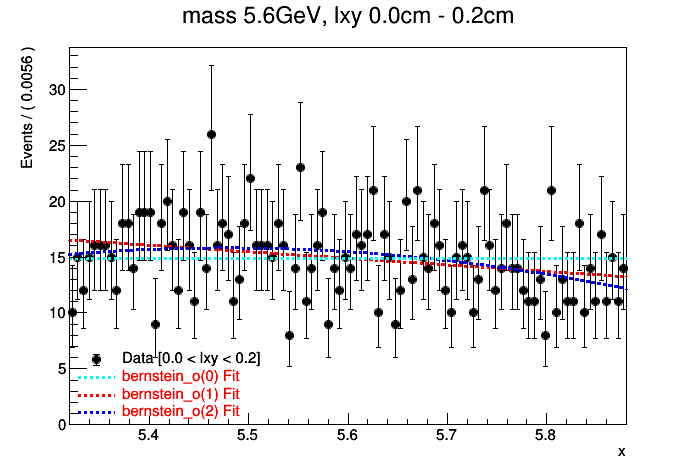 mass 5.6GeV, lxy 0.0cm - 0.2cm
Events / ( 0.0056 )
30
25
20
15
10
5
0
Data [0.0 < lxy < 0.2]
bernstein_o(0) Fit
bernstein_o(1) Fit
bernstein_o(2) Fit
5.4
5.5
5.6
5.7
5.8
x